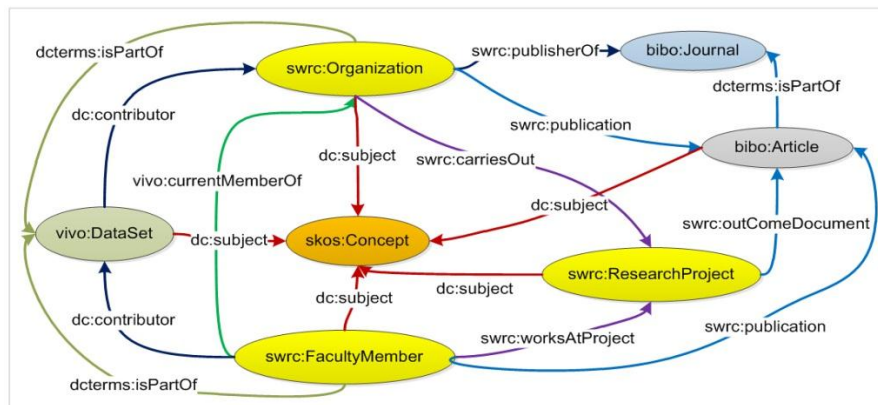 dcterms:isPartOf
swrc:publisherOf
bibo:Journal
swrc:Organization
dcterms:isPartOf
dc:contributor
swrc:publication
dc:subject
swrc:carriesOut
bibo:Article
vivo:currentMemberOf
dc:subject
swrc:outComeDocument
vivo:DataSet
dc:subject
skos:Concept
swrc:ResearchProject
dc:subject
dc:contributor
dc:subject
swrc:publication
swrc:worksAtProject
swrc:FacultyMember
dcterms:isPartOf